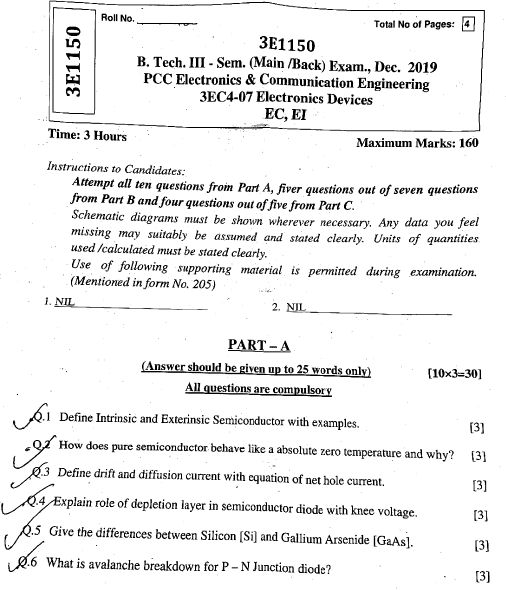 3E1150
Roll No.
Total No of Pages: 4
3E1150
B. Tech. III - Sem. (Main /Back) Exam., Dec. 2019
PCC Electronics & Communication Engineering
3EC4-07 Electronics Devices
EC, EI
Time: 3 Hours
Maximum Marks: 160
Instructions to Candidates:
Attempt all ten questions from Part A, fiver questions out of seven questions
from Part B and four questions out of five from Part C.
Schematic diagrams must be shown wherever necessary. Any data you feel
missing may suitably be assumed and stated clearly. Units of quantities
used /calculated must be stated clearly.
Use of following supporting material is permitted during examination.
(Mentioned in form No. 205)
1. NIL
2. NIL
PART – A
(Answer should be given up to 25 words only) [10×3=30]
All questions are compulsory
Q.1 Define Intrinsic and Exterinsic Semiconductor with examples. [3]
Q.2 How does pure semiconductor behave like a absolute zero temperature and why? [3]
Q.3 Define drift and diffusion current with equation of net hole current. [3]
Q.4 Explain role of depletion layer in semiconductor diode with knee voltage. [3]
Q.5 Give the differences between Silicon [Si] and Gallium Arsenide [GaAs]. [3]
Q.6 What is avalanche breakdown for P – N Junction diode? [3]